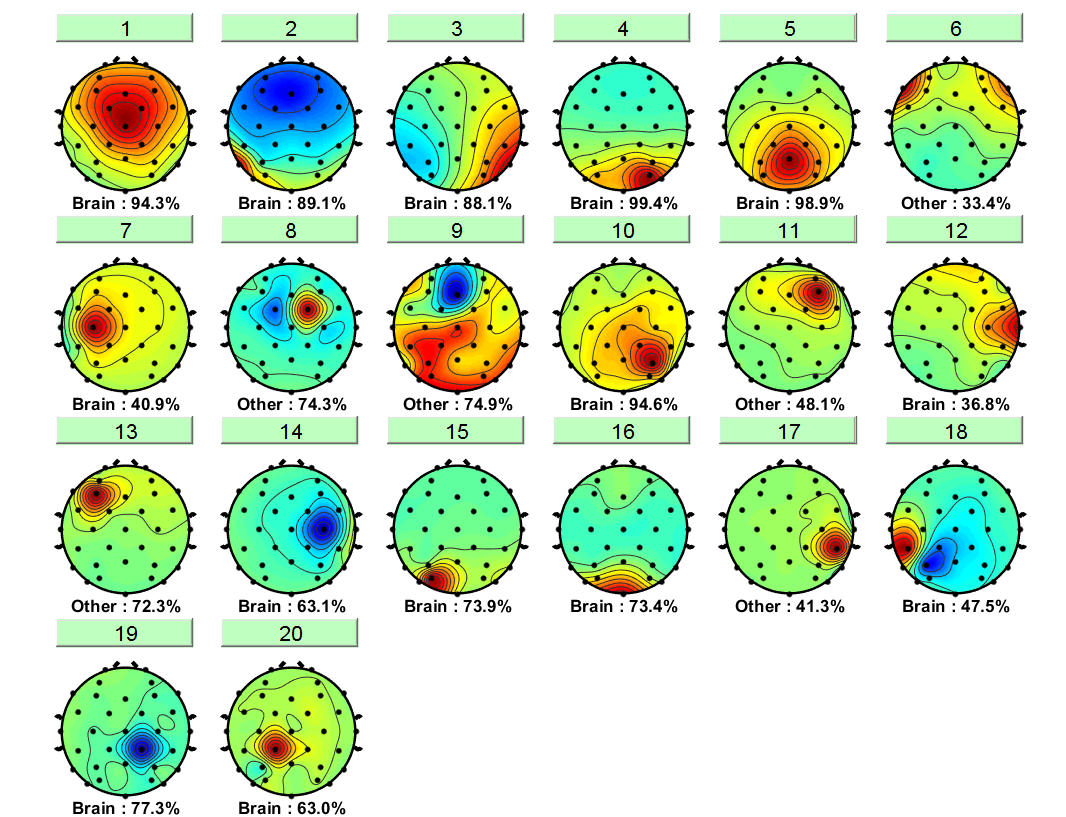 1 2 3 4 5 6
Brain : 94.3% Brain : 89.1% Brain : 88.1% Brain : 99.4% Brain : 98.9% Other : 33.4%
7 8 9 10 11 12
Brain : 40.9% Other : 74.3% Other : 74.9% Brain : 94.6% Other : 48.1% Brain : 36.8%
13 14 15 16 17 18
Other : 72.3% Brain : 63.1% Brain : 73.9% Brain : 73.4% Other : 41.3% Brain : 47.5%
19 20
Brain : 77.3% Brain : 63.0%